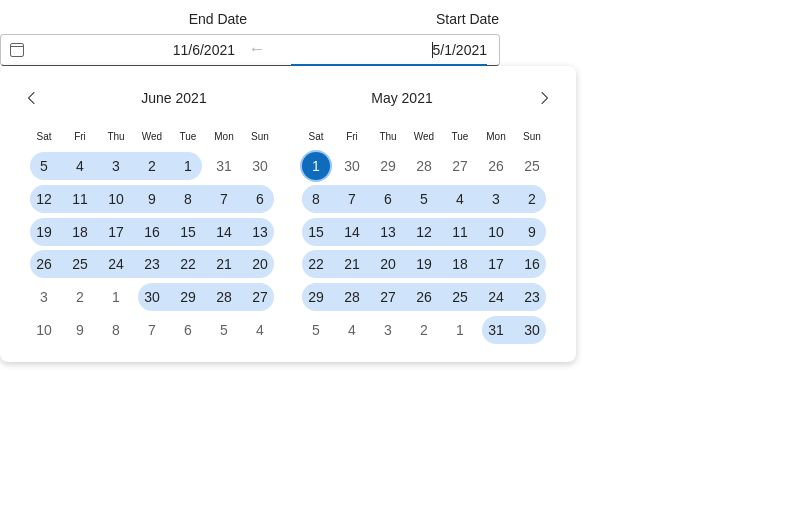 End Date Start Date
11/6/2021 ← 5/1/2021
June 2021 May 2021
Sat Fri Thu Wed Tue Mon Sun Sat Fri Thu Wed Tue Mon Sun
5 4 3 2 1 31 30 1 30 29 28 27 26 25
12 11 10 9 8 7 6 8 7 6 5 4 3 2
19 18 17 16 15 14 13 15 14 13 12 11 10 9
26 25 24 23 22 21 20 22 21 20 19 18 17 16
3 2 1 30 29 28 27 29 28 27 26 25 24 23
10 9 8 7 6 5 4 5 4 3 2 1 31 30